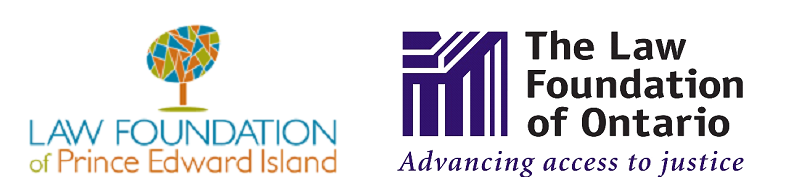 LAW FOUNDATION
of Prince Edward Island
The Law
Foundation
of Ontario
Advancing access to justice